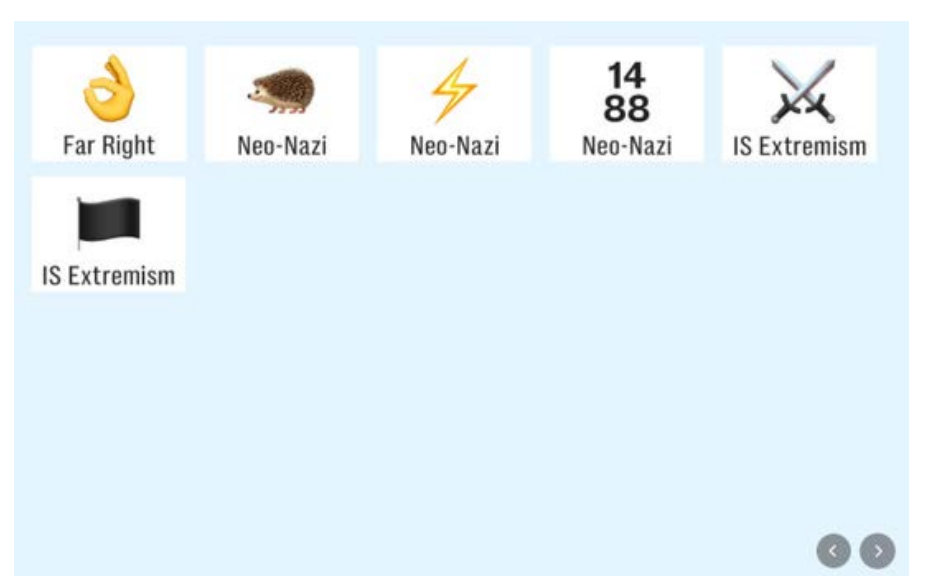 Far Right
Neo-Nazi
Neo-Nazi
14
88
Neo-Nazi
IS Extremism
IS Extremism